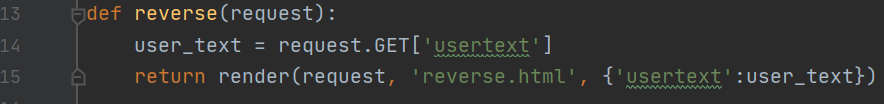 13 def reverse(request):
14 user_text = request.GET['usertext']
15 return render(request, 'reverse.html', {'usertext':user_text})